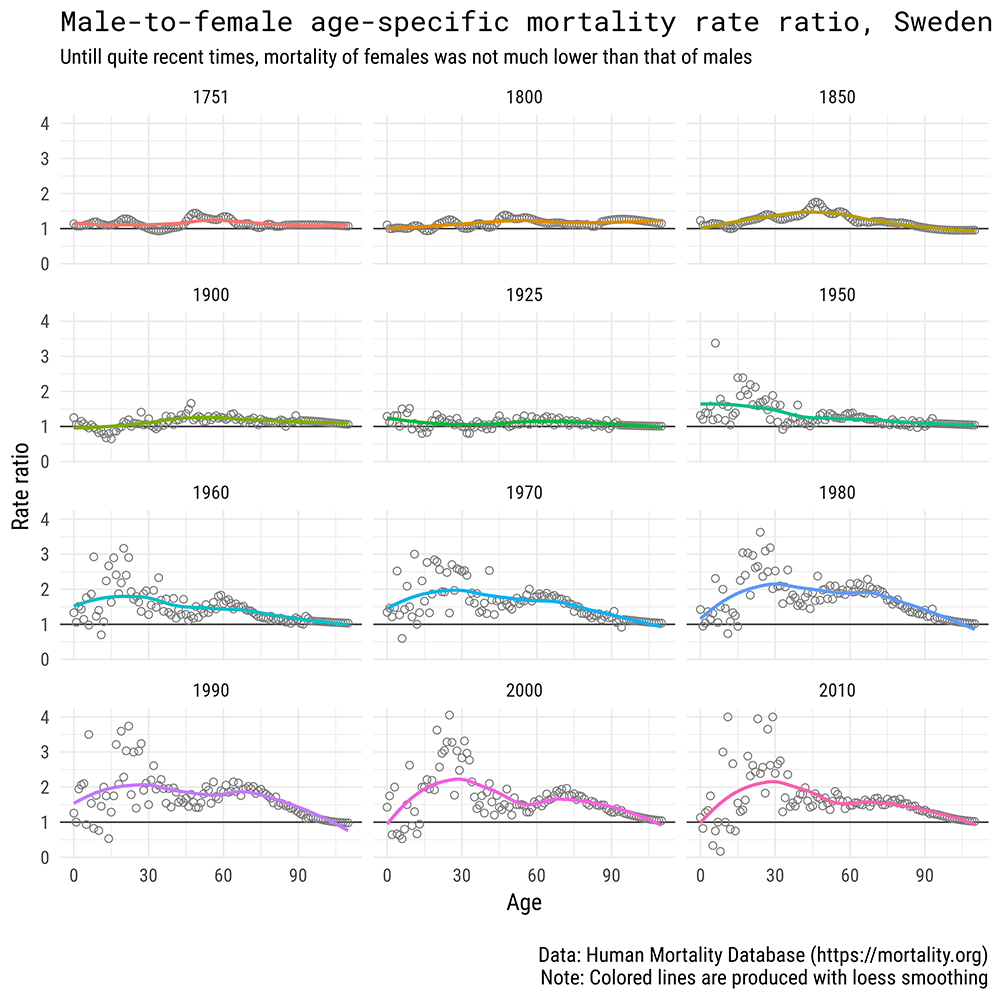 Male-to-female age-specific mortality rate ratio, Sweden
Untill quite recent times, mortality of females was not much lower than that of males
1751 1800 1850
4
3
2
1
0
1900 1925 1950
4
3
2
1
0
Rate ratio
1960 1970 1980
4
3
2
1
0
1990 2000 2010
4
3
2
1
0
0 30 60 90 0 30 60 90 0 30 60 90
Age
Data: Human Mortality Database (https://mortality.org)
Note: Colored lines are produced with loess smoothing